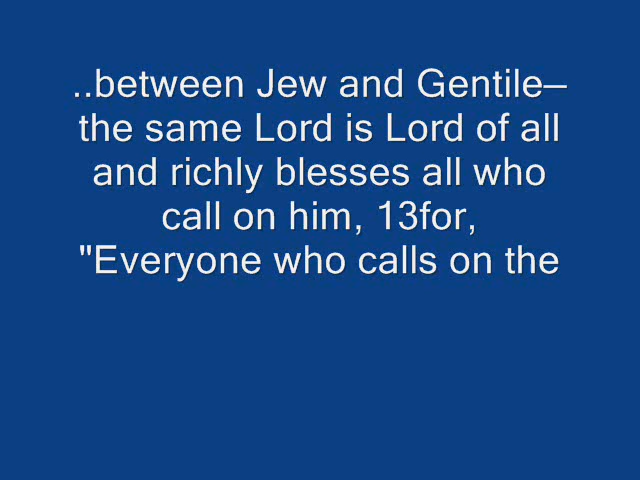 ..between Jew and Gentile—
the same Lord is Lord of all
and richly blesses all who
call on him, 13for,
"Everyone who calls on the